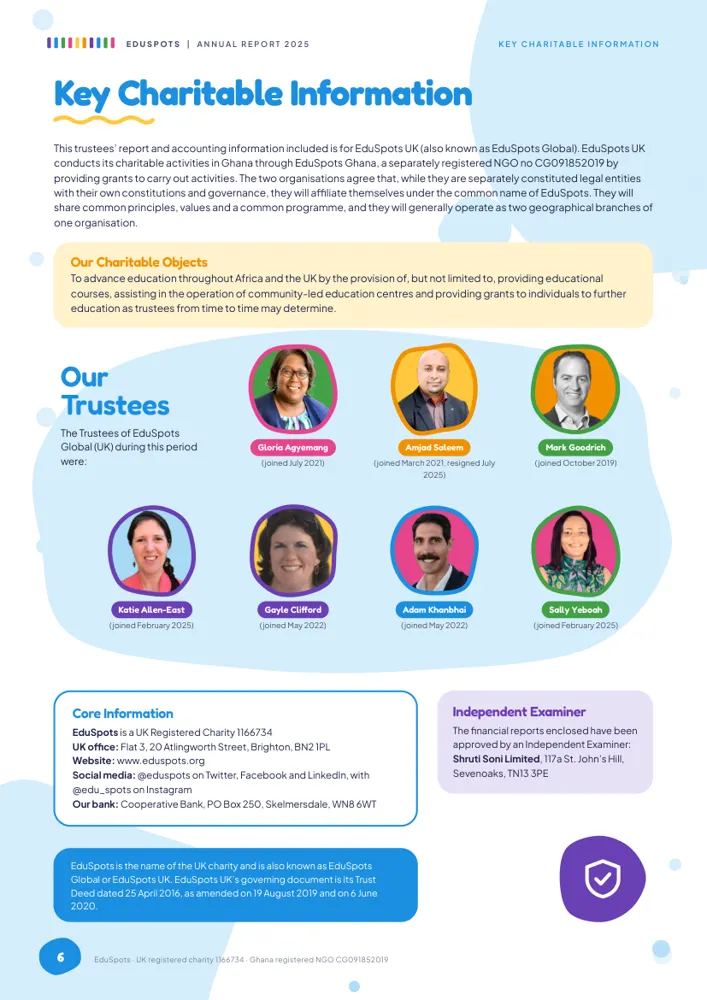 EDUSPOTS | ANNUAL REPORT 2025
KEY CHARITABLE INFORMATION
Key Charitable Information
This trustees' report and accounting information included is for EduSpots UK (also known as EduSpots Global). EduSpots UK
conducts its charitable activities in Ghana through EduSpots Ghana, a separately registered NGO no CG091852019 by
providing grants to carry out activities. The two organisations agree that, while they are separately constituted legal entities
with their own constitutions and governance, they will affiliate themselves under the common name of EduSpots. They will
share common principles, values and a common programme, and they will generally operate as two geographical branches of
one organisation.
Our Charitable Objects
To advance education throughout Africa and the UK by the provision of, but not limited to, providing educational
courses, assisting in the operation of community-led education centres and providing grants to individuals to further
education as trustees from time to time may determine.
Our
Trustees
The Trustees of EduSpots
Global (UK) during this period
were:
Gloria Agyemang
(joined July 2021)
Amjad Saleem
(joined March 2021, resigned July
2025)
Mark Goodrich
(joined October 2019)
Katie Allen-East
(joined February 2025)
Gayle Clifford
(joined May 2022)
Adam Khanbhai
(joined May 2022)
Sally Yeboah
(joined February 2025)
Core Information
EduSpots is a UK Registered Charity 1166734
UK office: Flat 3, 20 Atlingworth Street, Brighton, BN2 1PL
Website: www.eduspots.org
Social media: @eduspots on Twitter, Facebook and LinkedIn, with
@edu_spots on Instagram
Our bank: Cooperative Bank, PO Box 250, Skelmersdale, WN8 6WT
Independent Examiner
The financial reports enclosed have been
approved by an Independent Examiner:
Shruti Soni Limited, 117a St. John's Hill,
Sevenoaks, TN13 3PE
EduSpots is the name of the UK charity and is also known as EduSpots
Global or EduSpots UK. EduSpots UK's governing document is its Trust
Deed dated 25 April 2016, as amended on 19 August 2019 and on 6 June
2020.
6
EduSpots · UK registered charity 1166734 · Ghana registered NGO CG091852019